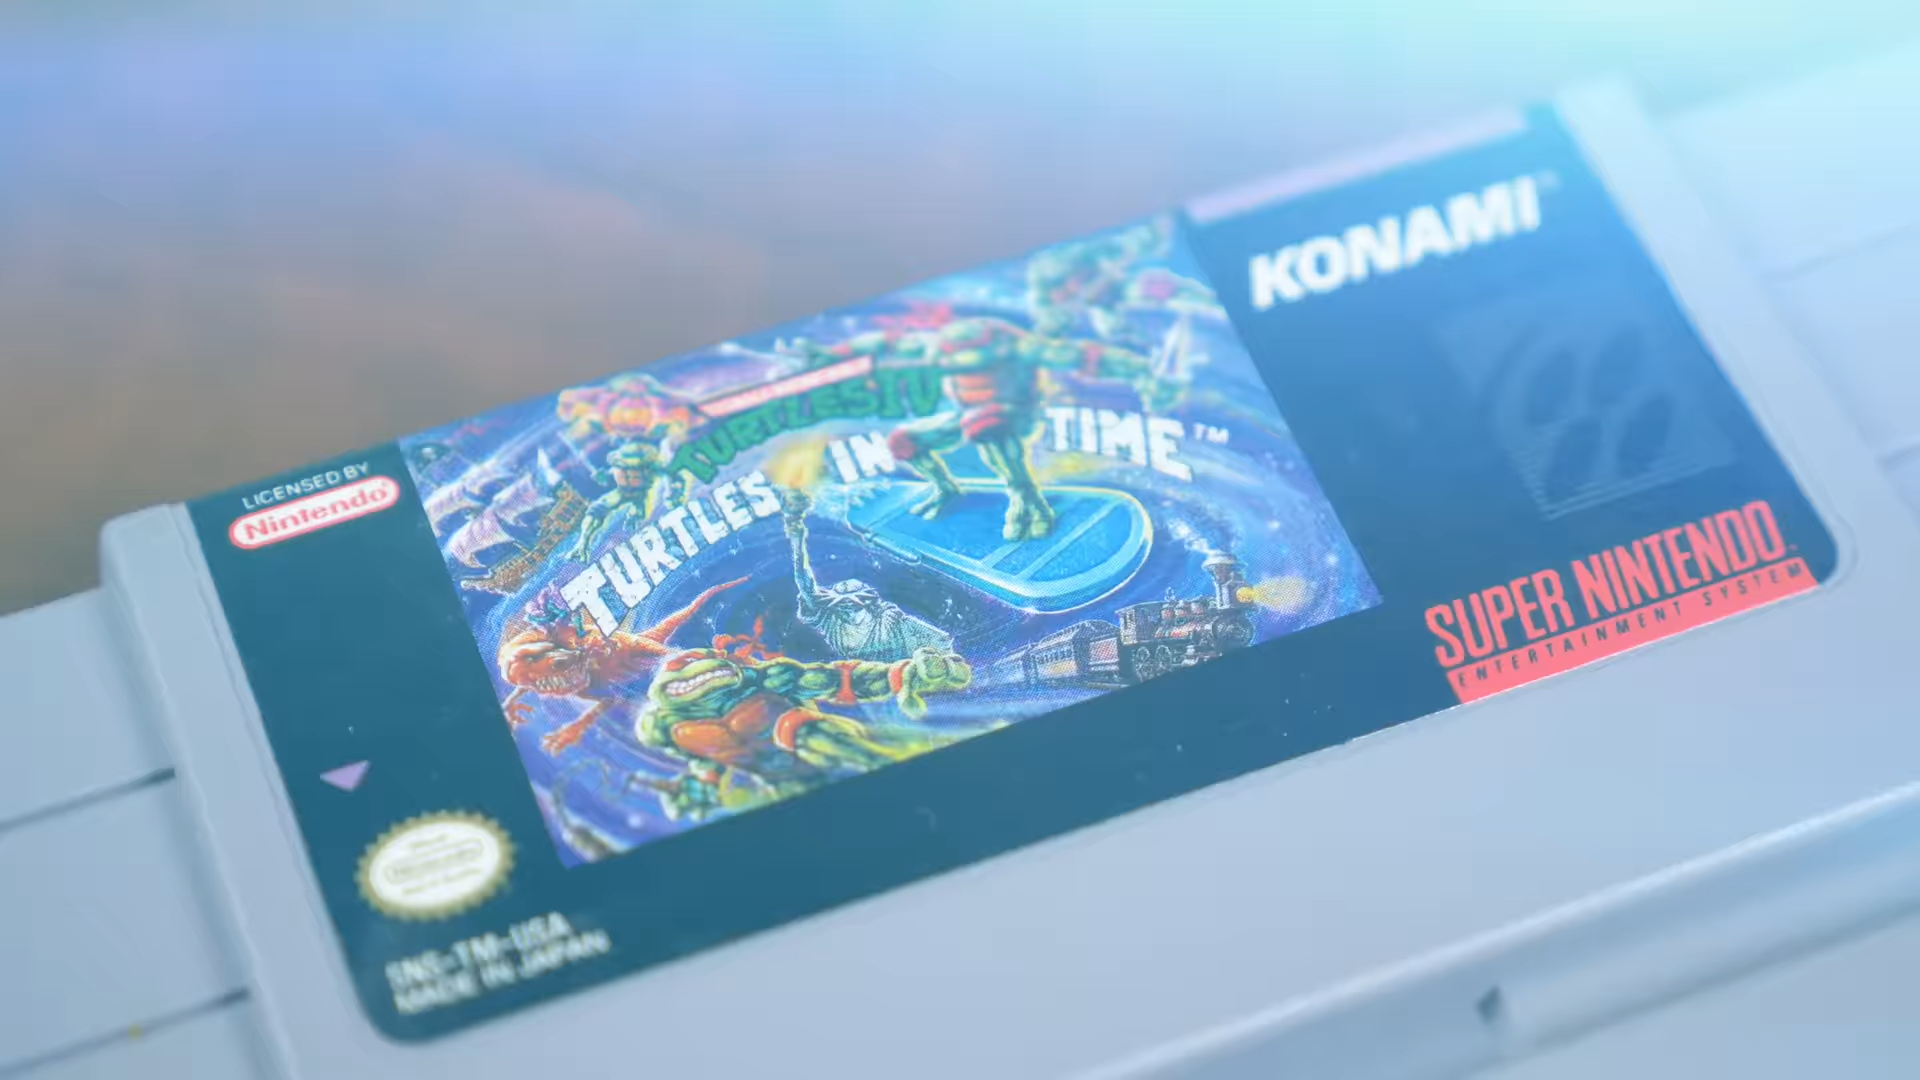 LICENSED BY
Nintendo
TURTLES IV
TURTLES IN TIME™
KONAMI
SUPER NINTENDO
ENTERTAINMENT SYSTEM
SNS-TM-USA
MADE IN JAPAN